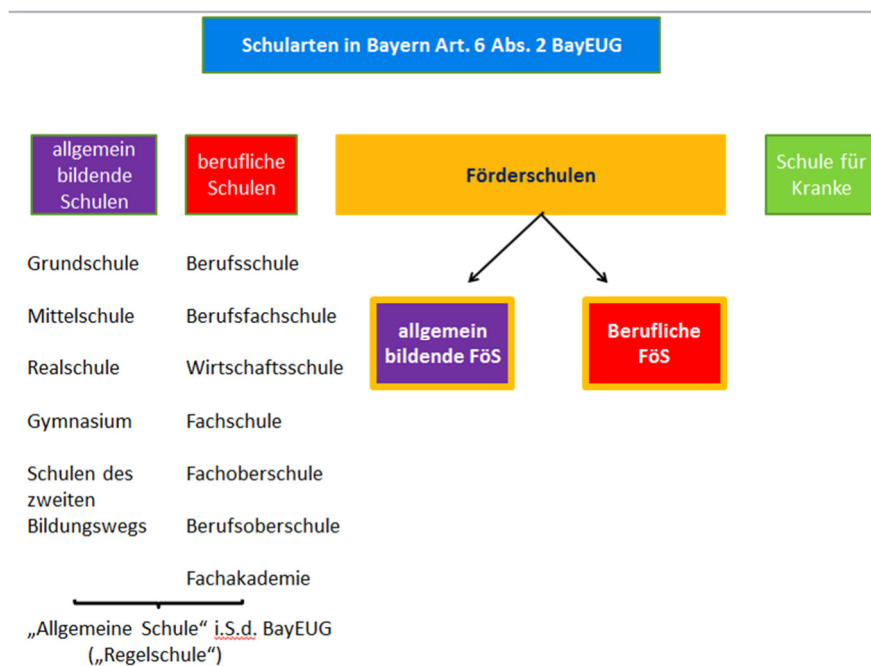 Schularten in Bayern Art. 6 Abs. 2 BayEUG
allgemein
bildende
Schulen
berufliche
Schulen
Förderschulen
Schule für
Kranke
Grundschule
Mittelschule
Realschule
Gymnasium
Schulen des
zweiten
Bildungswegs
Berufsschule
Berufsfachschule
Wirtschaftsschule
Fachschule
Fachoberschule
Berufsoberschule
Fachakademie
allgemein
bildende FöS
Berufliche
FöS
„Allgemeine Schule“ i.S.d. BayEUG
(„Regelschule“)